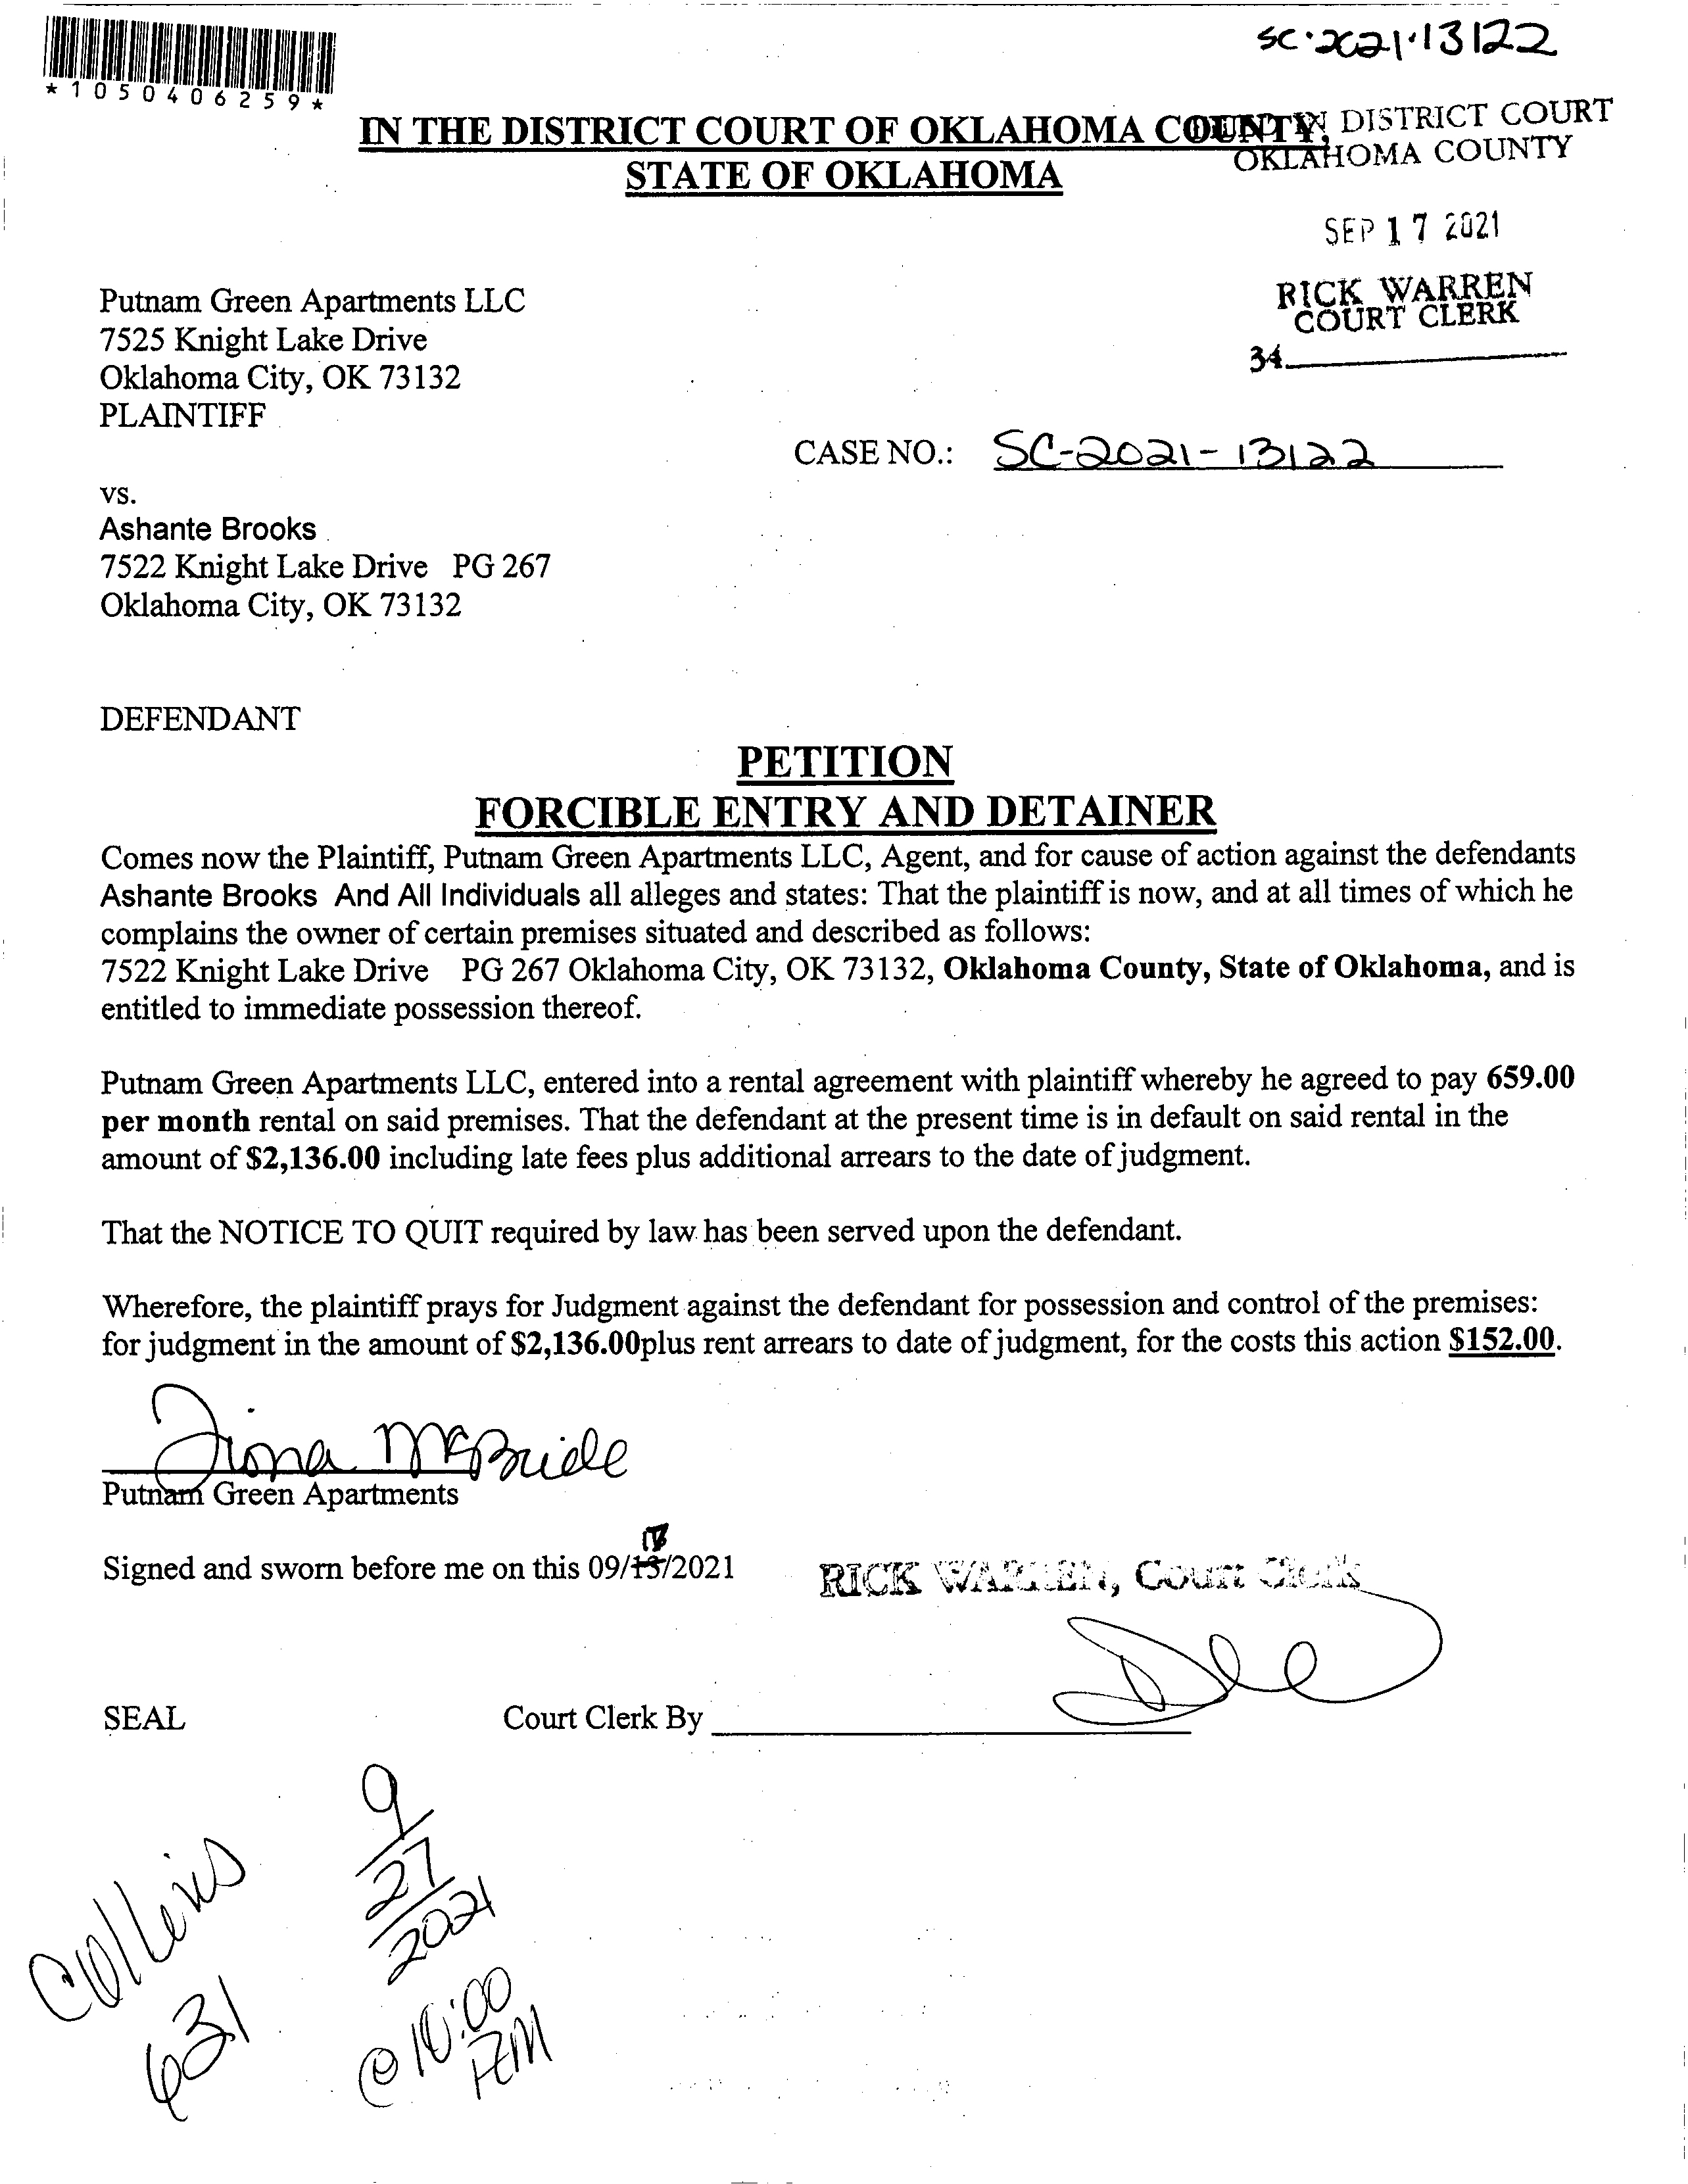 SC·2021·13122
*1050406259*
IN THE DISTRICT COURT OF OKLAHOMA COUNTY,
STATE OF OKLAHOMA
IN DISTRICT COURT
OKLAHOMA COUNTY
SEP 17 2021
RICK WARREN
COURT CLERK
34
Putnam Green Apartments LLC
7525 Knight Lake Drive
Oklahoma City, OK 73132
PLAINTIFF
CASE NO.: SC-2021-13122
vs.
Ashante Brooks
7522 Knight Lake Drive PG 267
Oklahoma City, OK 73132
DEFENDANT
PETITION
FORCIBLE ENTRY AND DETAINER
Comes now the Plaintiff, Putnam Green Apartments LLC, Agent, and for cause of action against the defendants
Ashante Brooks And All Individuals all alleges and states: That the plaintiff is now, and at all times of which he
complains the owner of certain premises situated and described as follows:
7522 Knight Lake Drive PG 267 Oklahoma City, OK 73132, Oklahoma County, State of Oklahoma, and is
entitled to immediate possession thereof.
Putnam Green Apartments LLC, entered into a rental agreement with plaintiff whereby he agreed to pay 659.00
per month rental on said premises. That the defendant at the present time is in default on said rental in the
amount of $2,136.00 including late fees plus additional arrears to the date of judgment.
That the NOTICE TO QUIT required by law has been served upon the defendant.
Wherefore, the plaintiff prays for Judgment against the defendant for possession and control of the premises:
for judgment in the amount of $2,136.00plus rent arrears to date of judgment, for the costs this action $152.00.
Fiona McBride
Putnam Green Apartments
17
Signed and sworn before me on this 09/13/2021
RICK WARREN, Court Clerk
SEAL
Court Clerk By
Collins
631
9/27/2021
@ 10:00
AM